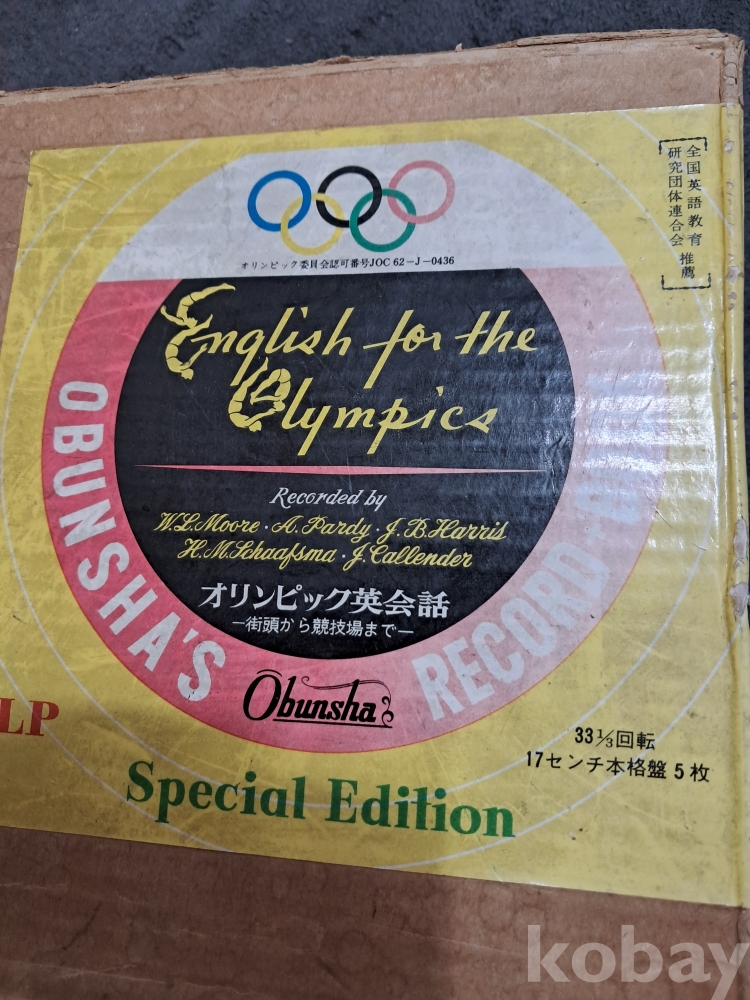 全国英語教育
研究団体連合会 推薦
オリンピック委員会認可番号JOC 62-J-0436
English for the
Olympics
Recorded by
W.L.Moore・A.Pardy・J.B.Harris
H.M.Schaafsma・J.Callender
オリンピック英会話
―街頭から競技場まで―
OBUNSHA'S RECORD
Obunsha
LP
33⅓回転
17センチ本格盤5枚
Special Edition
kobay